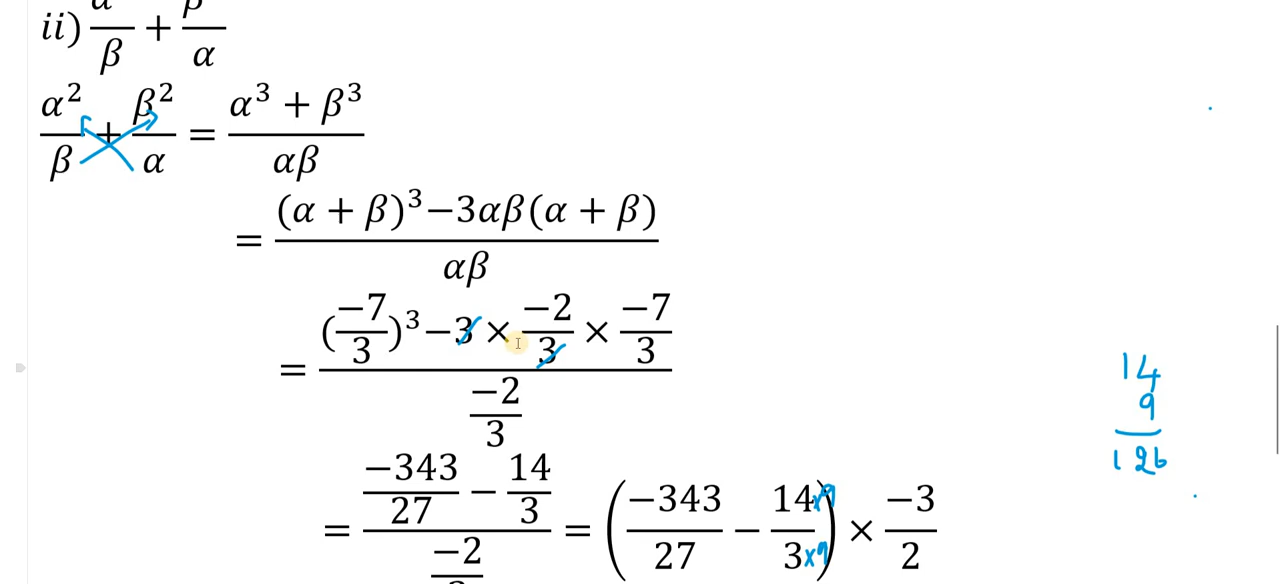 ii) α/β + β/α
α²/β + β²/α = (α³ + β³)/(αβ)
= ((α + β)³ − 3αβ(α + β))/(αβ)
= ((−7/3)³ − 3 × −2/3 × −7/3)/(−2/3)
= (−343/27 − 14/3)/(−2/3) = (−343/27 − 14×9/3×9) × −3/2
14
9
126